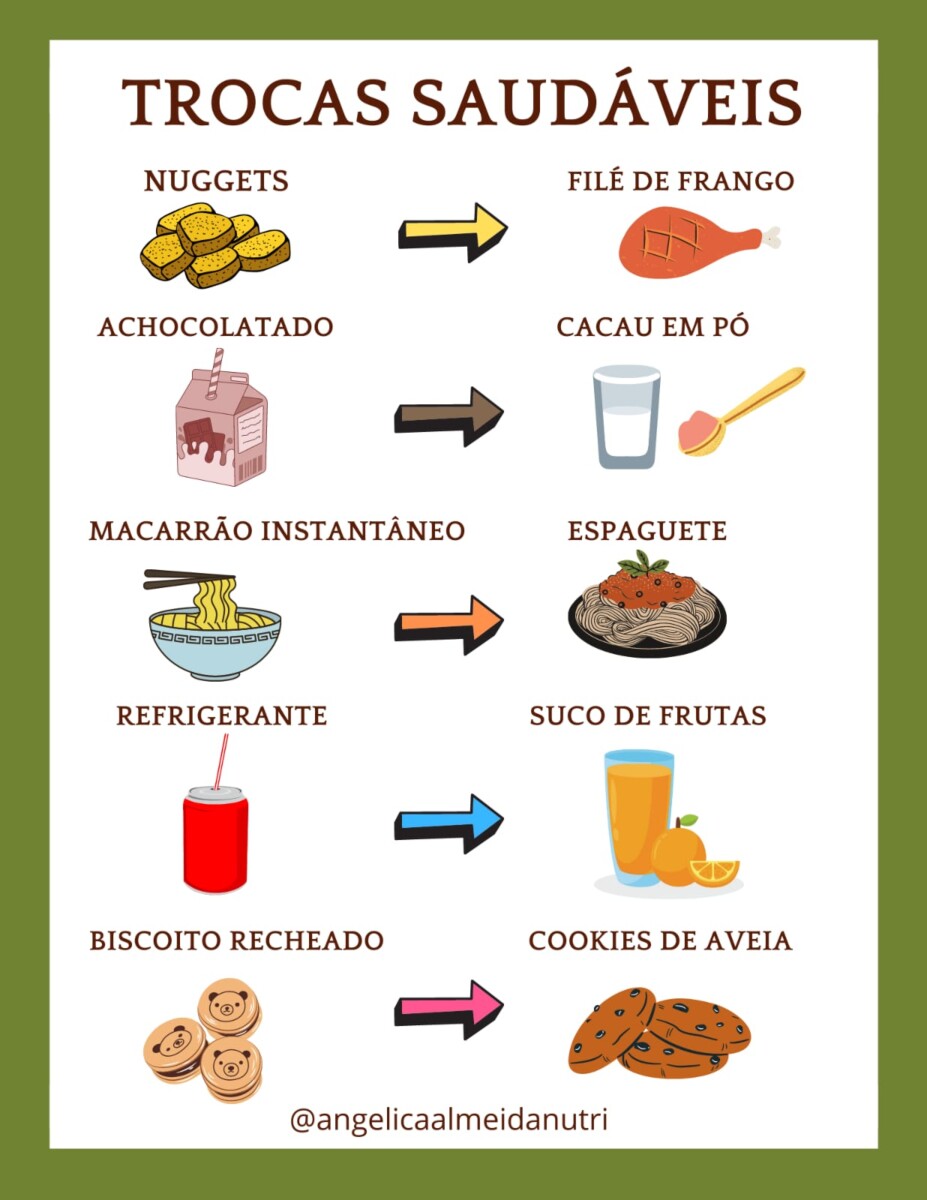 TROCAS SAUDÁVEIS
NUGGETS
FILÉ DE FRANGO
ACHOCOLATADO
CACAU EM PÓ
MACARRÃO INSTANTÂNEO
ESPAGUETE
REFRIGERANTE
SUCO DE FRUTAS
BISCOITO RECHEADO
COOKIES DE AVEIA
@angelicaalmeidanutri